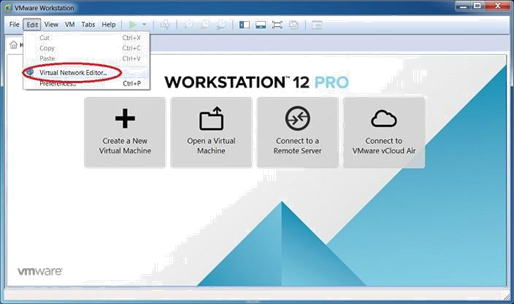 VMware Workstation
File Edit View VM Tabs Help
Cut Ctrl+X
Copy Ctrl+C
Paste Ctrl+V
Virtual Network Editor...
Preferences... Ctrl+P
WORKSTATION™ 12 PRO
Create a New
Virtual Machine
Open a Virtual
Machine
Connect to a
Remote Server
Connect to
VMware vCloud Air
vmware